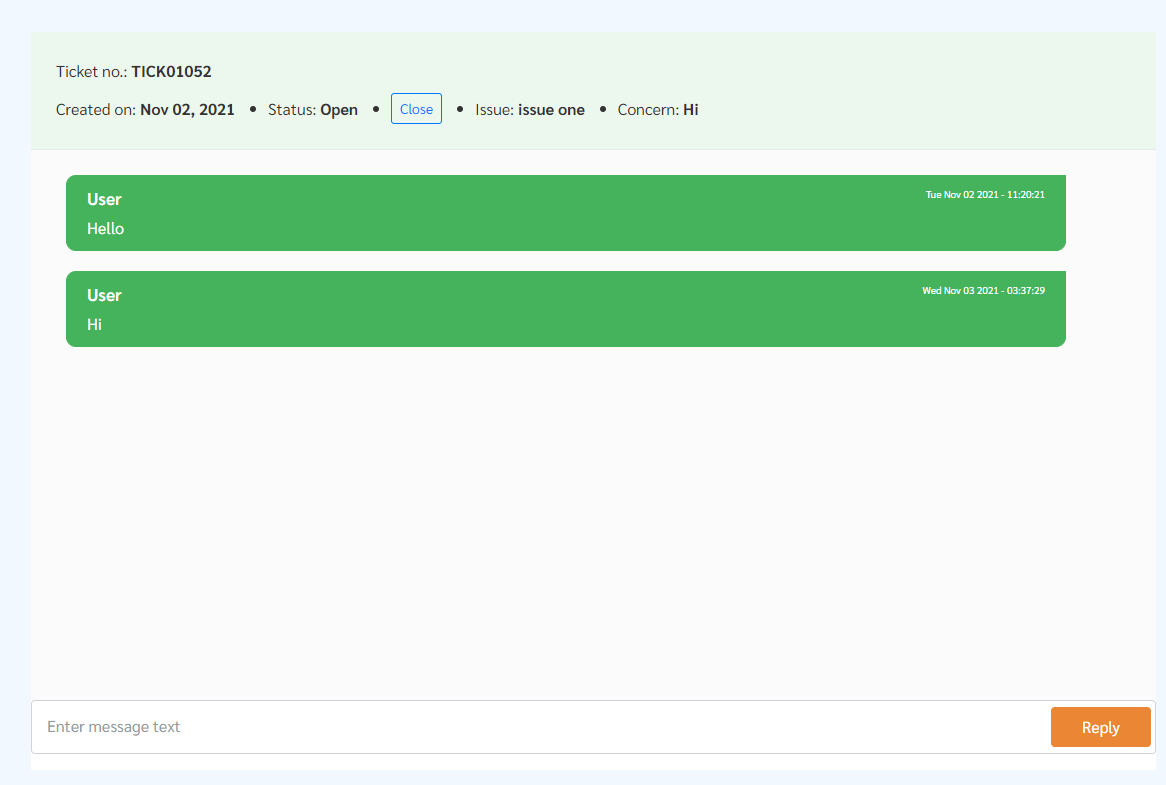 Ticket no.: TICK01052
Created on: Nov 02, 2021 • Status: Open • Close • Issue: issue one • Concern: Hi
User Tue Nov 02 2021 - 11:20:21
Hello
User Wed Nov 03 2021 - 03:37:29
Hi
Enter message text Reply